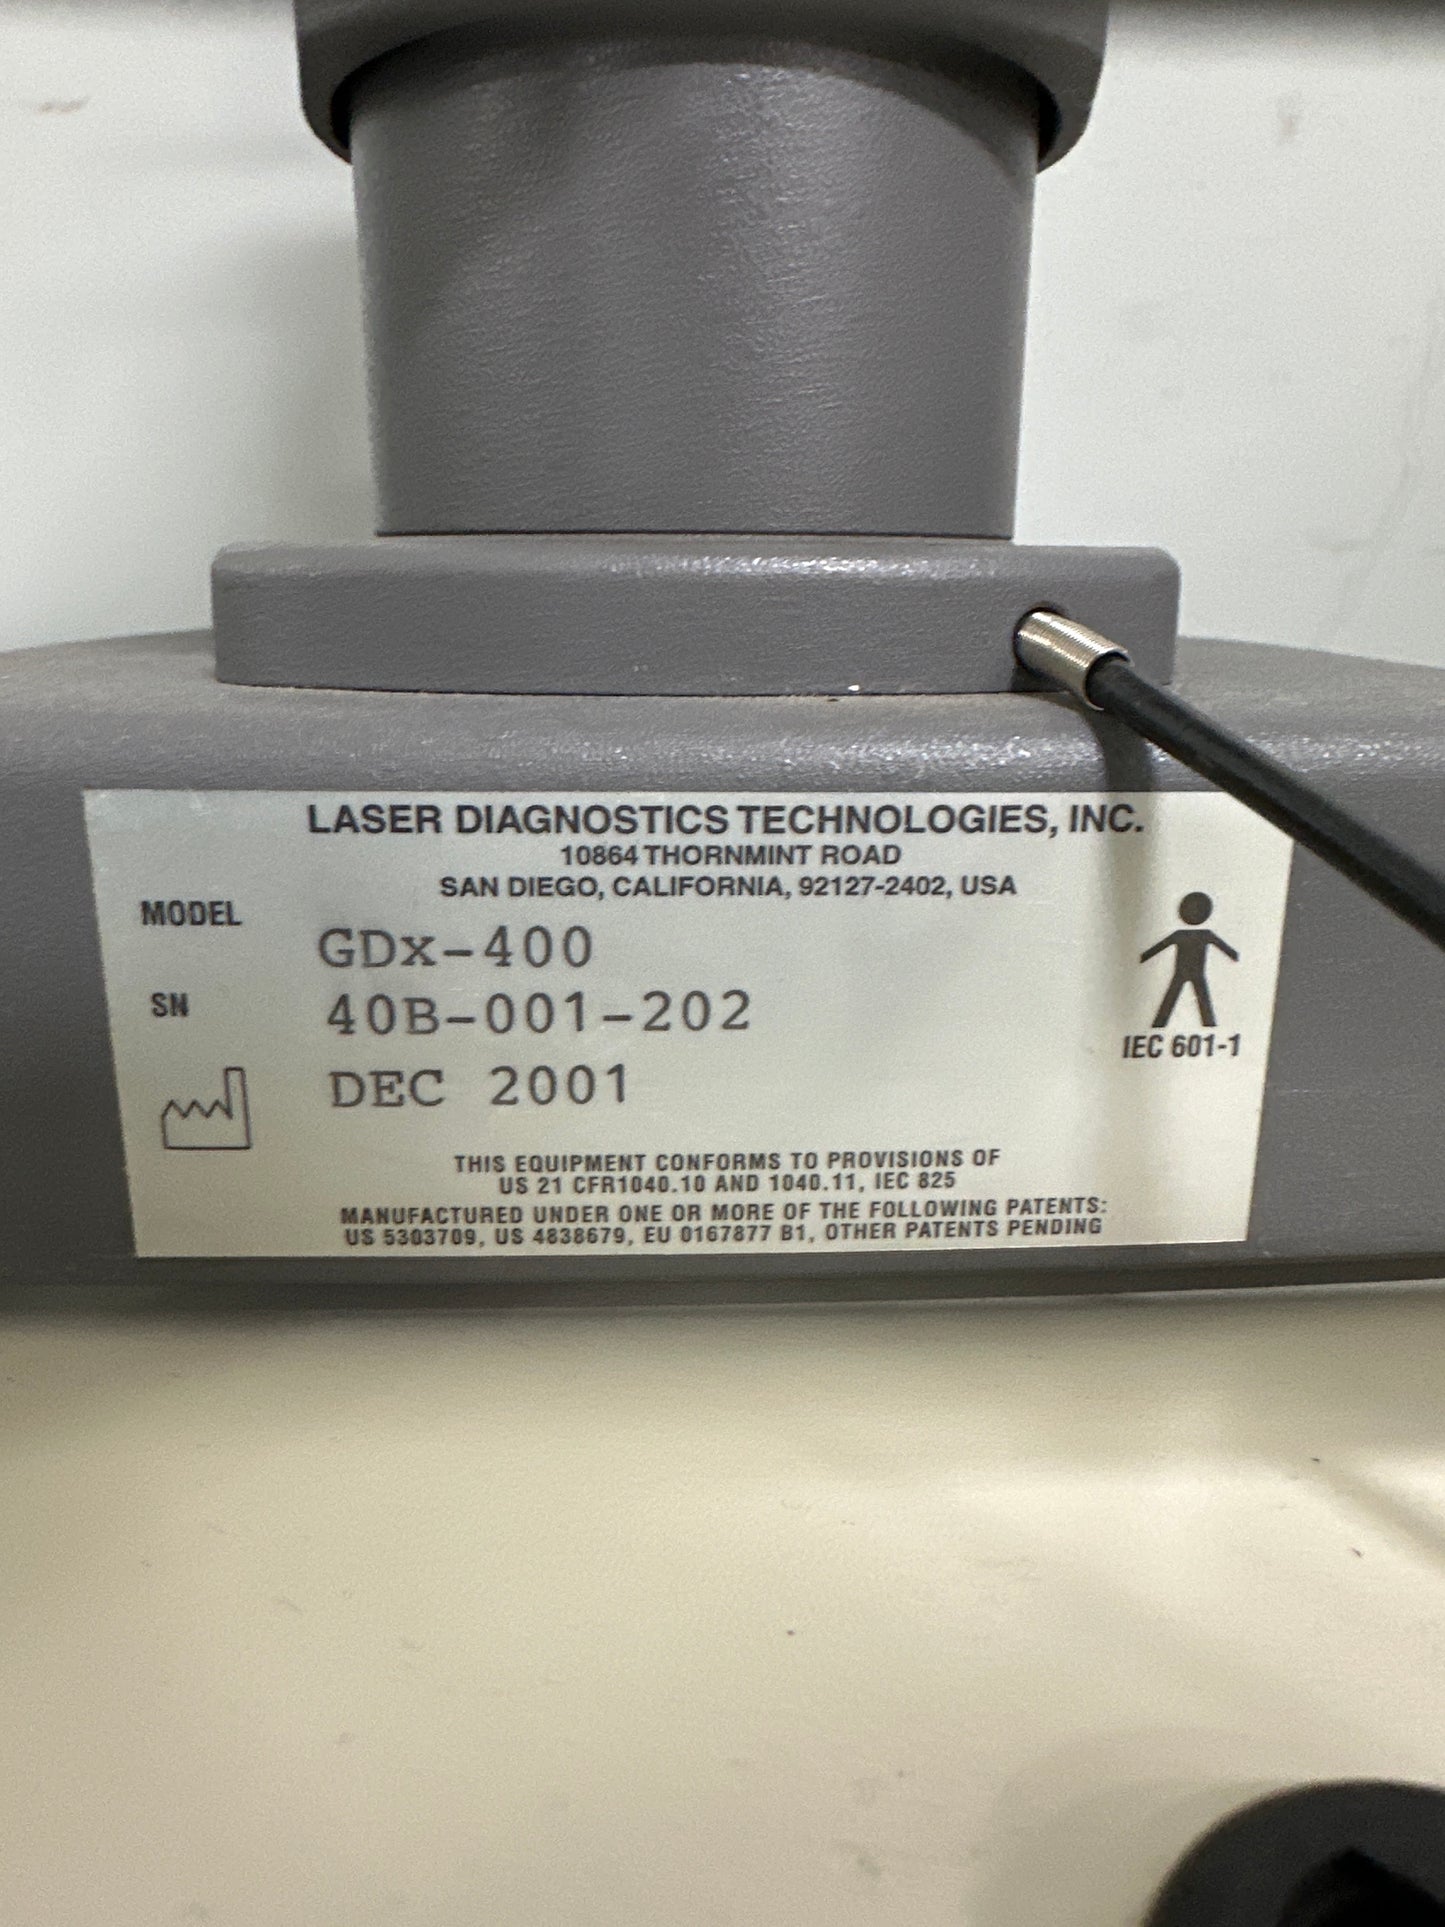 LASER DIAGNOSTICS TECHNOLOGIES, INC.
10864 THORNMINT ROAD
SAN DIEGO, CALIFORNIA, 92127-2402, USA
MODEL GDx-400
SN 40B-001-202
DEC 2001
IEC 601-1
THIS EQUIPMENT CONFORMS TO PROVISIONS OF
US 21 CFR1040.10 AND 1040.11, IEC 825
MANUFACTURED UNDER ONE OR MORE OF THE FOLLOWING PATENTS:
US 5303709, US 4838679, EU 0167877 B1, OTHER PATENTS PENDING